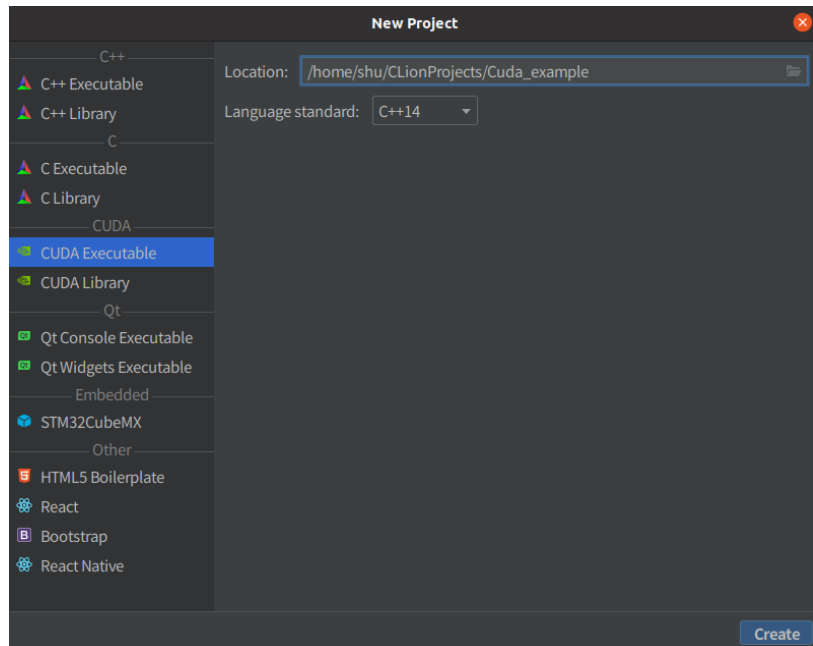 New Project
C++
C++ Executable
C++ Library
C
C Executable
C Library
CUDA
CUDA Executable
CUDA Library
Qt
Qt Console Executable
Qt Widgets Executable
Embedded
STM32CubeMX
Other
HTML5 Boilerplate
React
Bootstrap
React Native
Location: /home/shu/CLionProjects/Cuda_example
Language standard: C++14
Create